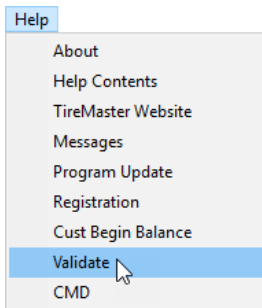 Help
About
Help Contents
TireMaster Website
Messages
Program Update
Registration
Cust Begin Balance
Validate
CMD